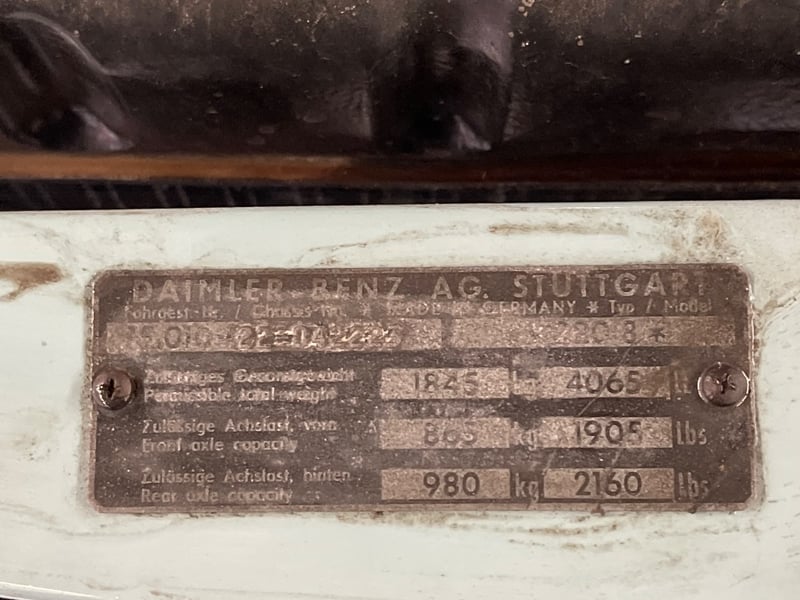 DAIMLER-BENZ AG. STUTTGART
Fahrgest.-Nr. / Chassis-No. * MADE IN GERMANY * Typ / Model
Zulässiges Gesamtgewicht 1845 kg 4065
Permissible total weight
Zulässige Achslast, vorn 865 kg 1905 Lbs
Front axle capacity
Zulässige Achslast, hinten 980 kg 2160 Lbs
Rear axle capacity